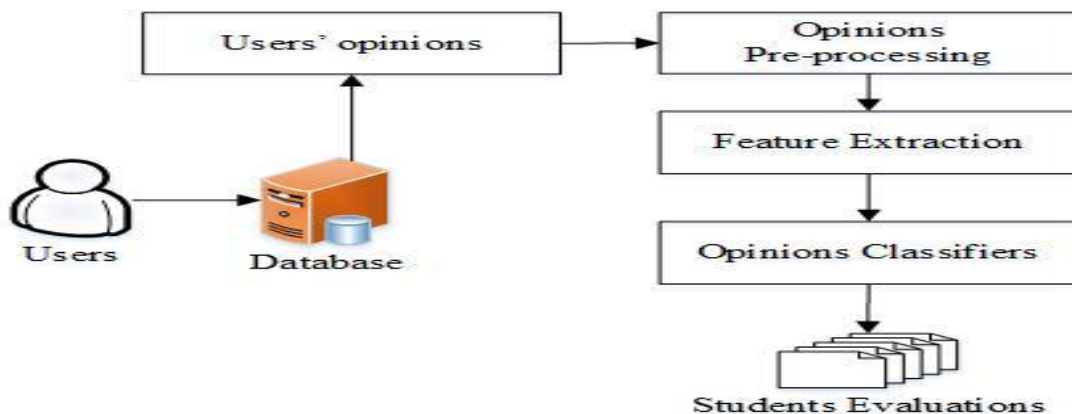 Users' opinions
Opinions
Pre-processing
Feature Extraction
Users
Database
Opinions Classifiers
Students Evaluations